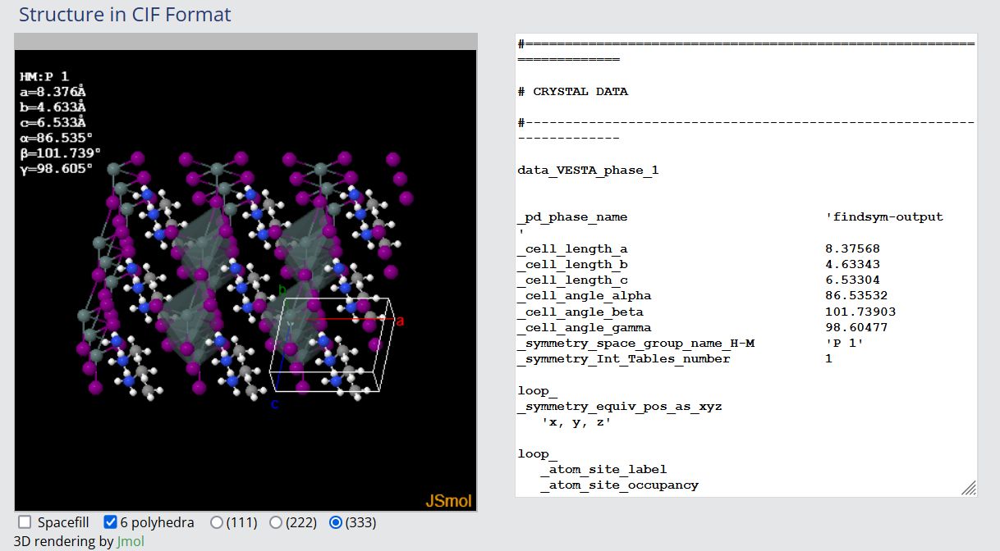 Structure in CIF Format
HM:P 1
a=8.376Å
b=4.633Å
c=6.533Å
α=86.535°
β=101.739°
γ=98.605°
b
a
c
JSmol
Spacefill 6 polyhedra (111) (222) (333)
3D rendering by Jmol
#=========================================================
=============
# CRYSTAL DATA
#---------------------------------------------------------
-------------
data_VESTA_phase_1
_pd_phase_name 'findsym-output
'
_cell_length_a 8.37568
_cell_length_b 4.63343
_cell_length_c 6.53304
_cell_angle_alpha 86.53532
_cell_angle_beta 101.73903
_cell_angle_gamma 98.60477
_symmetry_space_group_name_H-M 'P 1'
_symmetry_Int_Tables_number 1
loop_
_symmetry_equiv_pos_as_xyz
'x, y, z'
loop_
_atom_site_label
_atom_site_occupancy